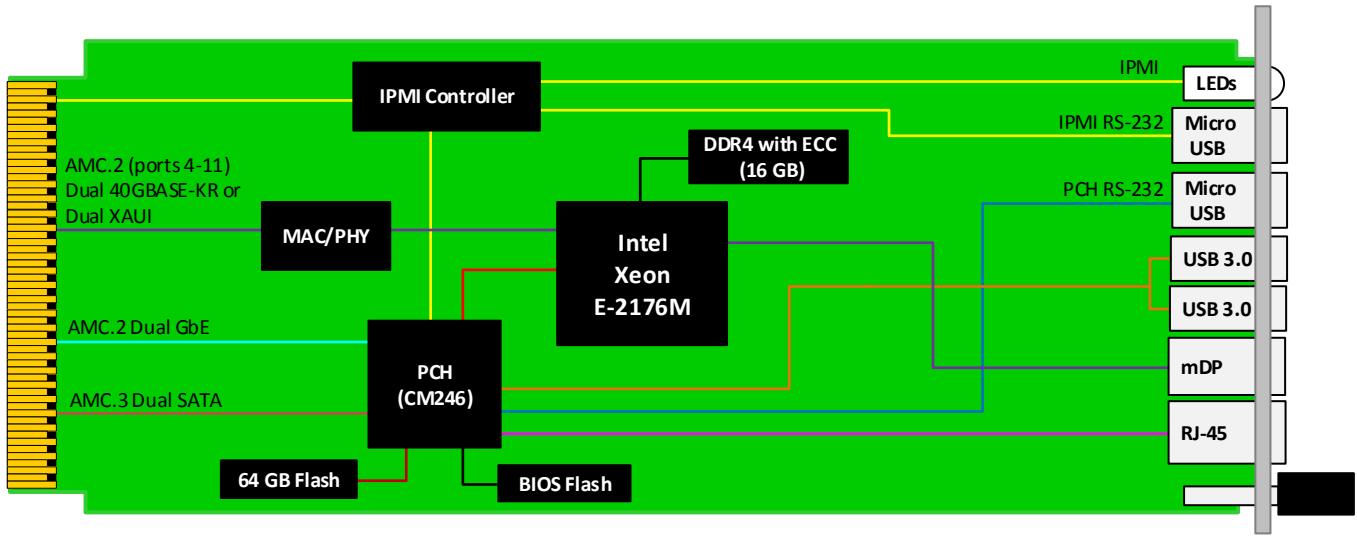 IPMI
LEDs
IPMI Controller
IPMI RS-232
Micro
USB
DDR4 with ECC
(16 GB)
AMC.2 (ports 4-11)
Dual 40GBASE-KR or
Dual XAUI
PCH RS-232
Micro
USB
MAC/PHY
Intel
Xeon
E-2176M
USB 3.0
USB 3.0
AMC.2 Dual GbE
PCH
(CM246)
mDP
AMC.3 Dual SATA
RJ-45
64 GB Flash
BIOS Flash